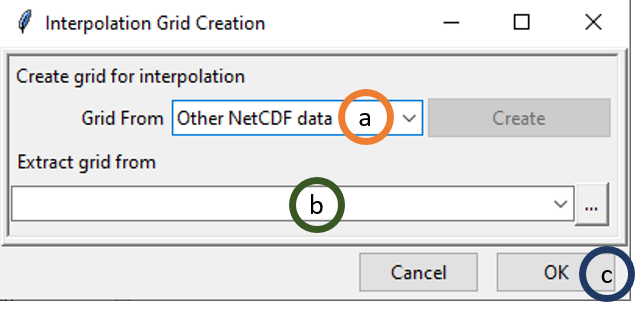 Interpolation Grid Creation
Create grid for interpolation
Grid From Other NetCDF data a Create
Extract grid from
b ...
Cancel OK c